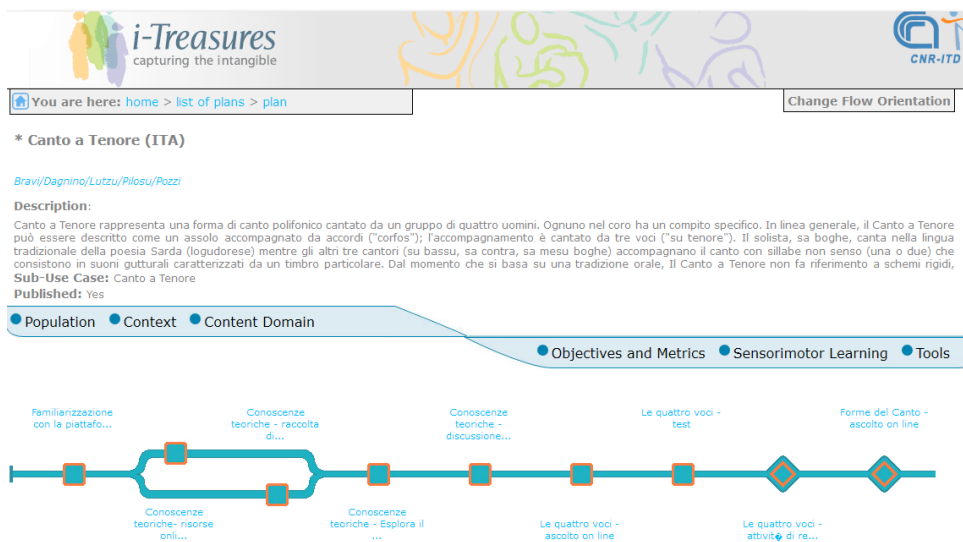 i-Treasures
capturing the intangible
CNR-ITD
You are here: home > list of plans > plan
Change Flow Orientation
* Canto a Tenore (ITA)
Bravi/Dagnino/Lutzu/Pilosu/Pozzi
Description:
Canto a Tenore rappresenta una forma di canto polifonico cantato da un gruppo di quattro uomini. Ognuno nel coro ha un compito specifico. In linea generale, il Canto a Tenore
può essere descritto come un assolo accompagnato da accordi ("corfos"); l'accompagnamento è cantato da tre voci ("su tenore"). Il solista, sa boghe, canta nella lingua
tradizionale della poesia Sarda (logudorese) mentre gli altri tre cantori (su bassu, sa contra, sa mesu boghe) accompagnano il canto con sillabe non senso (una o due) che
consistono in suoni gutturali caratterizzati da un timbro particolare. Dal momento che si basa su una tradizione orale, Il Canto a Tenore non fa riferimento a schemi rigidi,
Sub-Use Case: Canto a Tenore
Published: Yes
Population Context Content Domain
Objectives and Metrics Sensorimotor Learning Tools
Familiarizzazione
con la piattafo...
Conoscenze
teoriche - raccolta
di...
Conoscenze
teoriche -
discussione...
Le quattro voci -
test
Forme del Canto -
ascolto on line
Conoscenze
teoriche- risorse
onli...
Conoscenze
teoriche - Esplora il
...
Le quattro voci -
ascolto on line
Le quattro voci -
attivit� di re...